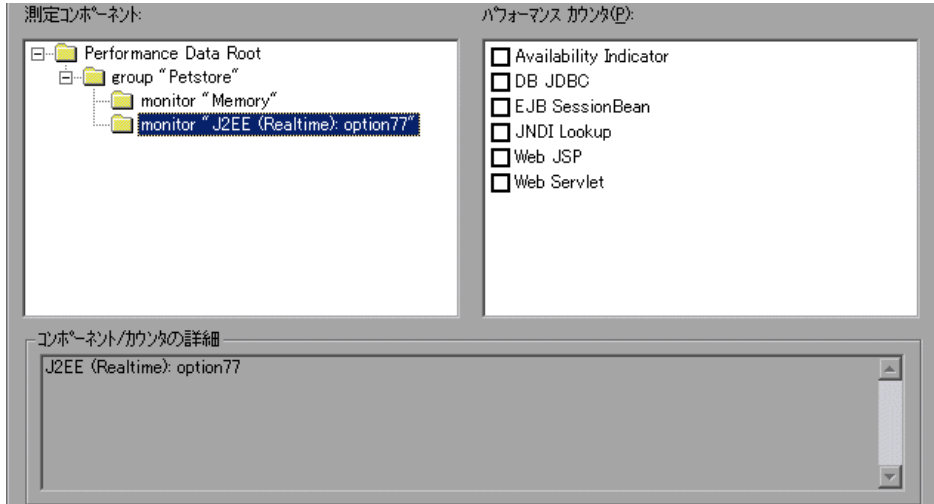 測定コンポーネント:
Performance Data Root
group "Petstore"
monitor "Memory"
monitor "J2EE (Realtime): option77"
パフォーマンス カウンタ(P):
Availability Indicator
DB JDBC
EJB SessionBean
JNDI Lookup
Web JSP
Web Servlet
コンポーネント/カウンタの詳細
J2EE (Realtime): option77